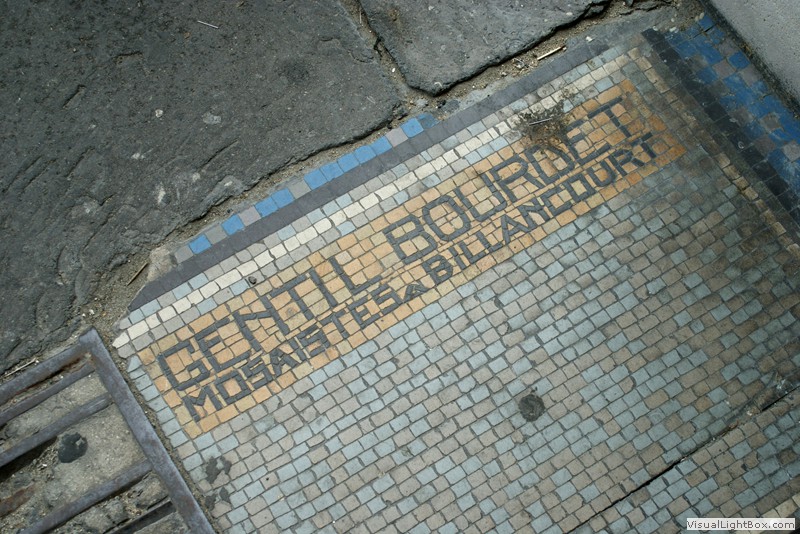 GENTIL BOURDET
MOSAISTES A BILLANCOURT
VisualLightBox.com